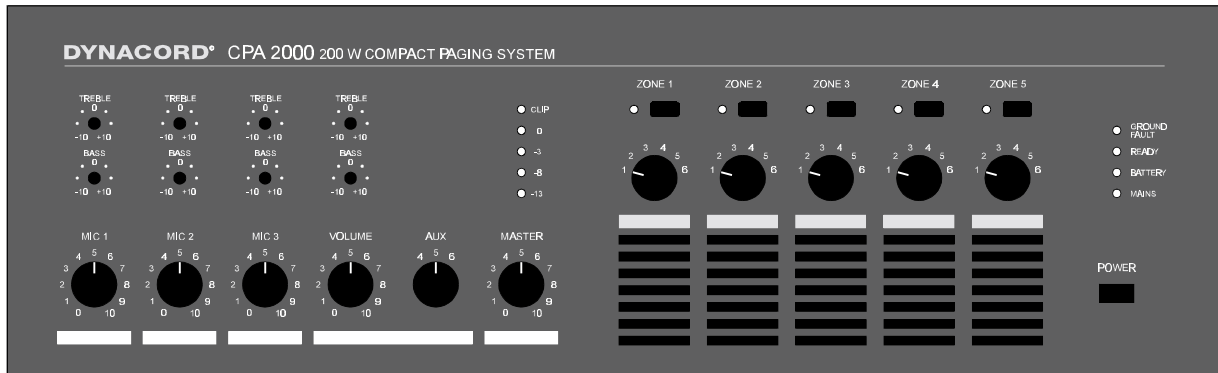 DYNACORD® CPA 2000 200 W COMPACT PAGING SYSTEM
TREBLE TREBLE TREBLE TREBLE
0 0 0 0
-10 +10 -10 +10 -10 +10 -10 +10
BASS BASS BASS BASS
0 0 0 0
-10 +10 -10 +10 -10 +10 -10 +10
CLIP
0
-3
-8
-13
ZONE 1 ZONE 2 ZONE 3 ZONE 4 ZONE 5
1 2 3 4 5 6 1 2 3 4 5 6 1 2 3 4 5 6 1 2 3 4 5 6 1 2 3 4 5 6
GROUND
FAULT
READY
BATTERY
MAINS
MIC 1 MIC 2 MIC 3 VOLUME AUX MASTER
0 1 2 3 4 5 6 7 8 9 10 0 1 2 3 4 5 6 7 8 9 10 0 1 2 3 4 5 6 7 8 9 10 0 1 2 3 4 5 6 7 8 9 10 0 1 2 3 4 5 6 7 8 9 10
POWER